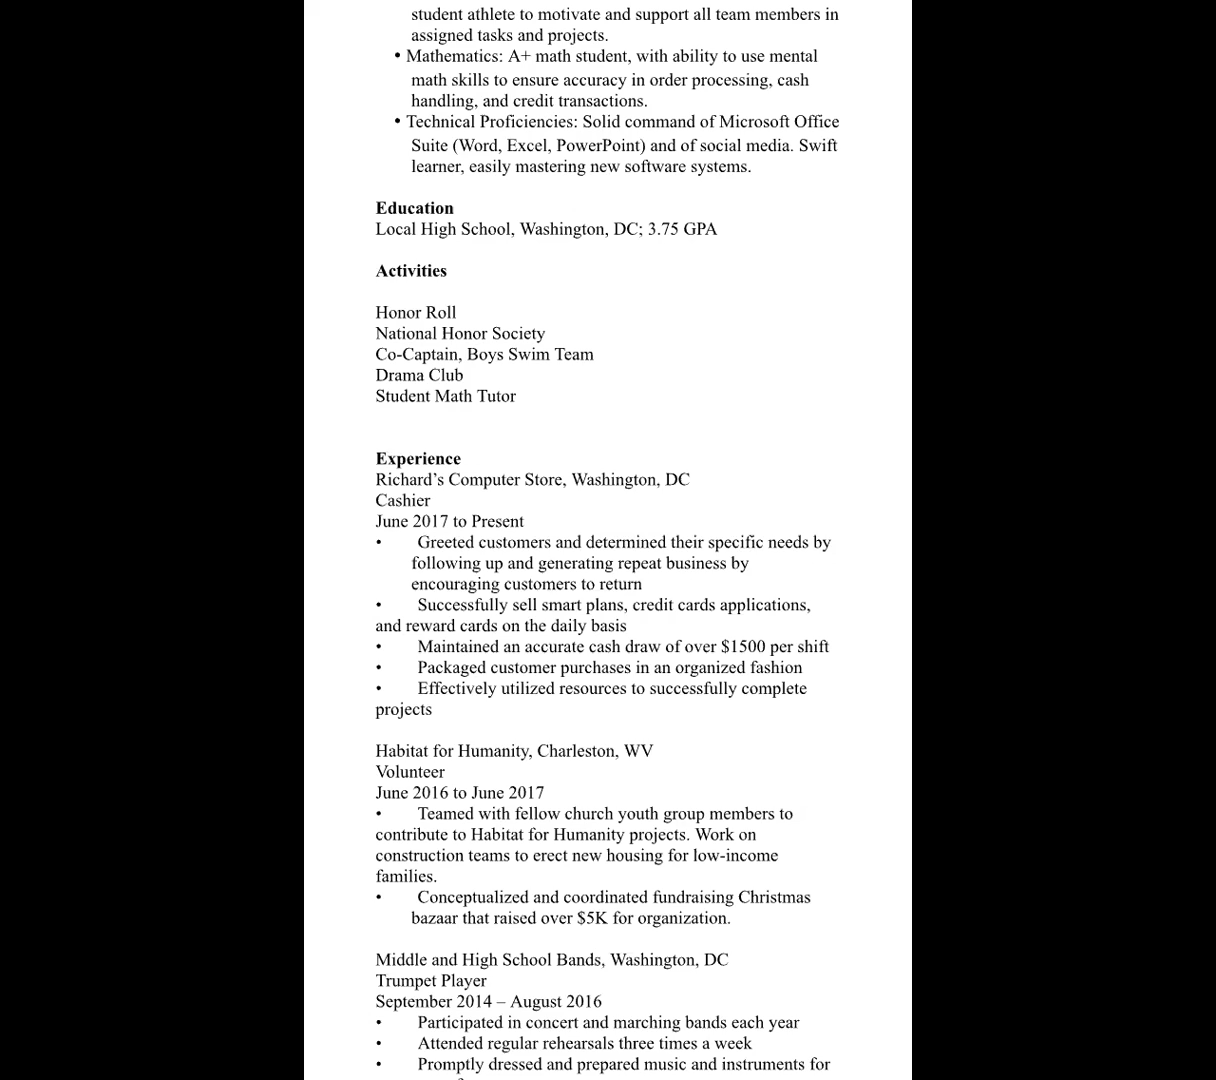 student athlete to motivate and support all team members in
assigned tasks and projects.
• Mathematics: A+ math student, with ability to use mental
math skills to ensure accuracy in order processing, cash
handling, and credit transactions.
• Technical Proficiencies: Solid command of Microsoft Office
Suite (Word, Excel, PowerPoint) and of social media. Swift
learner, easily mastering new software systems.
Education
Local High School, Washington, DC; 3.75 GPA
Activities
Honor Roll
National Honor Society
Co-Captain, Boys Swim Team
Drama Club
Student Math Tutor
Experience
Richard’s Computer Store, Washington, DC
Cashier
June 2017 to Present
• Greeted customers and determined their specific needs by
following up and generating repeat business by
encouraging customers to return
• Successfully sell smart plans, credit cards applications,
and reward cards on the daily basis
• Maintained an accurate cash draw of over $1500 per shift
• Packaged customer purchases in an organized fashion
• Effectively utilized resources to successfully complete
projects
Habitat for Humanity, Charleston, WV
Volunteer
June 2016 to June 2017
• Teamed with fellow church youth group members to
contribute to Habitat for Humanity projects. Work on
construction teams to erect new housing for low-income
families.
• Conceptualized and coordinated fundraising Christmas
bazaar that raised over $5K for organization.
Middle and High School Bands, Washington, DC
Trumpet Player
September 2014 – August 2016
• Participated in concert and marching bands each year
• Attended regular rehearsals three times a week
• Promptly dressed and prepared music and instruments for